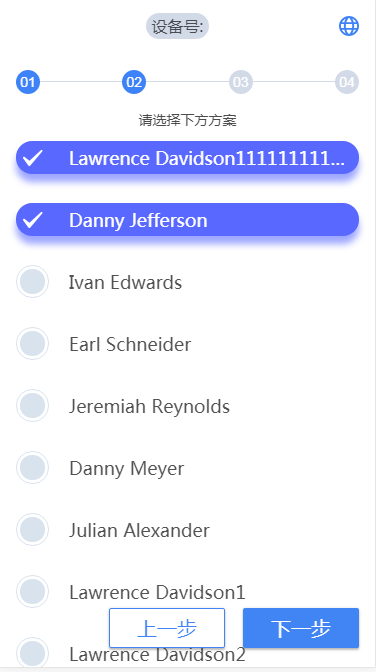 设备号:
01 02 03 04
请选择下方方案
Lawrence Davidson111111111...
Danny Jefferson
Ivan Edwards
Earl Schneider
Jeremiah Reynolds
Danny Meyer
Julian Alexander
Lawrence Davidson1
上一步 下一步
Lawrence Davidson2